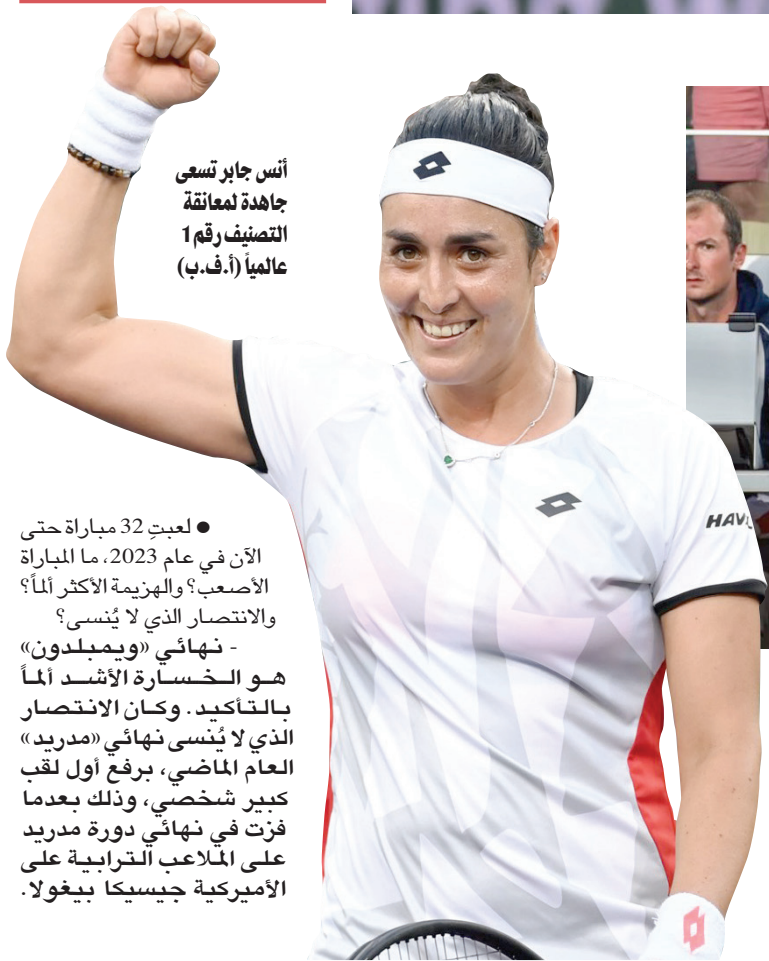 أنس جابر تسعى
جاهدة لمعانقة
التصنيف رقم 1
عالمياً (أ.ف.ب)
● لعبتِ 32 مباراة حتى
الآن في عام 2023، ما المباراة
الأصعب؟ والهزيمة الأكثر ألماً؟
والانتصار الذي لا يُنسى؟
- نهائي «ويمبلدون»
هو الخسارة الأشد ألماً
بالتأكيد. وكان الانتصار
الذي لا يُنسى نهائي «مدريد»
العام الماضي، برفع أول لقب
كبير شخصي، وذلك بعدما
فزت في نهائي دورة مدريد
على الملاعب الترابية على
الأميركية جيسيكا بيغولا.